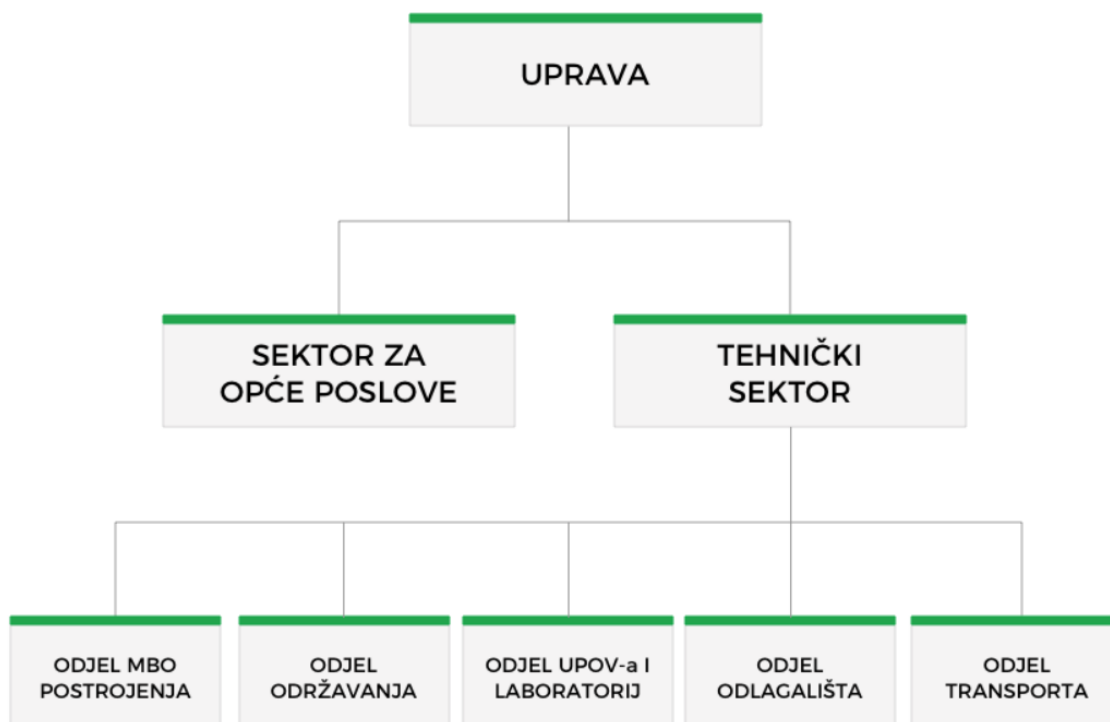 UPRAVA
SEKTOR ZA
OPĆE POSLOVE
TEHNIČKI
SEKTOR
ODJEL MBO
POSTROJENJA
ODJEL
ODRŽAVANJA
ODJEL UPOV-a I
LABORATORIJ
ODJEL
ODLAGALIŠTA
ODJEL
TRANSPORTA